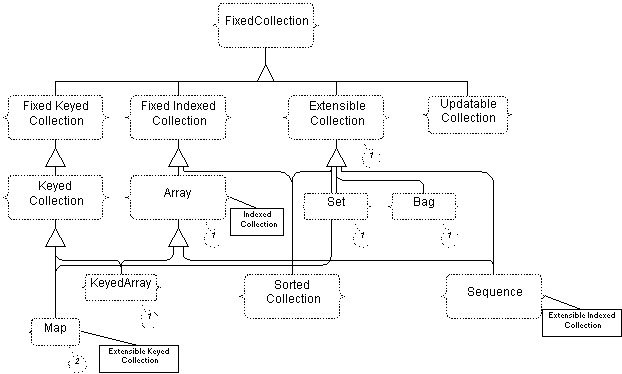 FixedCollection
Fixed Keyed
Collection
Fixed Indexed
Collection
Extensible
Collection
Updatable
Collection
1
Keyed
Collection
Array
Indexed
Collection
Set
Bag
1
1
1
KeyedArray
1
Sorted
Collection
Sequence
Extensible Indexed
Collection
Map
2
Extensible Keyed
Collection